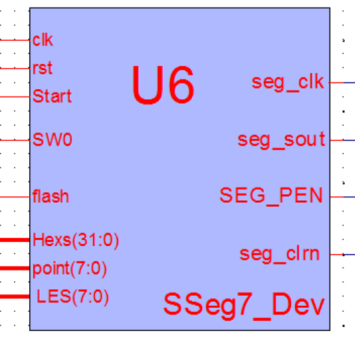 clk
rst
Start
U6
seg_clk
SW0
seg_sout
flash
SEG_PEN
Hexs(31:0)
seg_clrn
point(7:0)
LES(7:0)
SSeg7_Dev